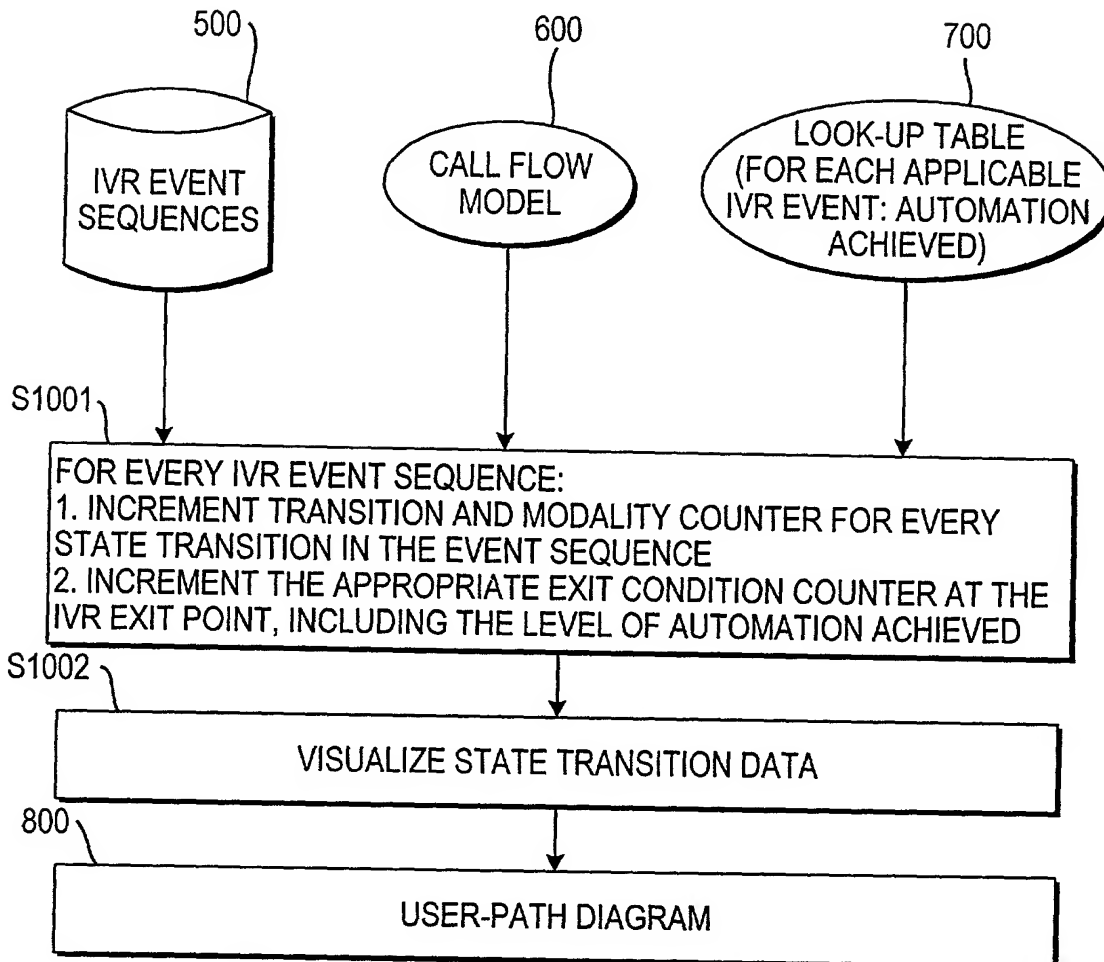 500
600
700
IVR EVENT
SEQUENCES
CALL FLOW
MODEL
LOOK-UP TABLE
(FOR EACH APPLICABLE
IVR EVENT: AUTOMATION
ACHIEVED)
S1001
FOR EVERY IVR EVENT SEQUENCE:
1. INCREMENT TRANSITION AND MODALITY COUNTER FOR EVERY
STATE TRANSITION IN THE EVENT SEQUENCE
2. INCREMENT THE APPROPRIATE EXIT CONDITION COUNTER AT THE
IVR EXIT POINT, INCLUDING THE LEVEL OF AUTOMATION ACHIEVED
S1002
VISUALIZE STATE TRANSITION DATA
800
USER-PATH DIAGRAM